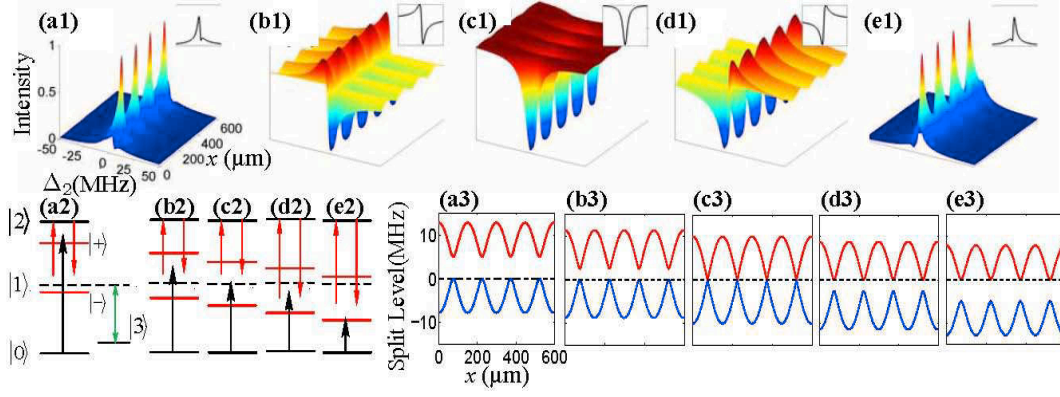 (a1) (b1) (c1) (d1) (e1)
Intensity
1
0.5
0
-50 -25 0 25 50
Δ₂(MHz)
0 200 400 600
x (μm)
(a2) (b2) (c2) (d2) (e2)
|2⟩
|+⟩
|1⟩
|−⟩
|3⟩
|0⟩
(a3) (b3) (c3) (d3) (e3)
Split Level(MHz)
10
0
−10
0 200 400 600
x (μm)